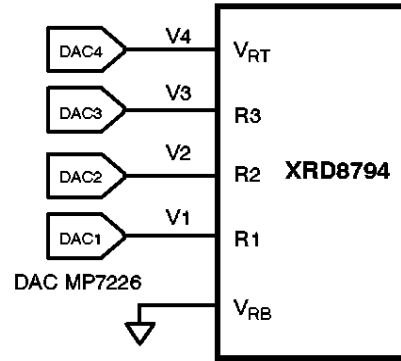 DAC4 V4 VRT
DAC3 V3 R3
DAC2 V2 R2 XRD8794
DAC1 V1 R1
DAC MP7226
VRB